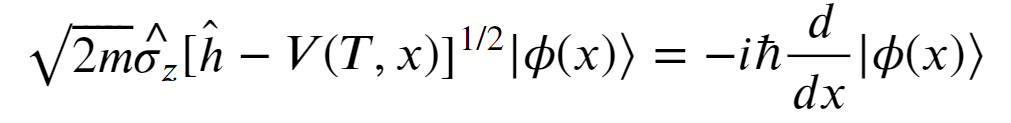 √2m σ̂_z[ĥ − V(T, x)]^{1/2}|ϕ(x)⟩ = −iħ d/dx |ϕ(x)⟩